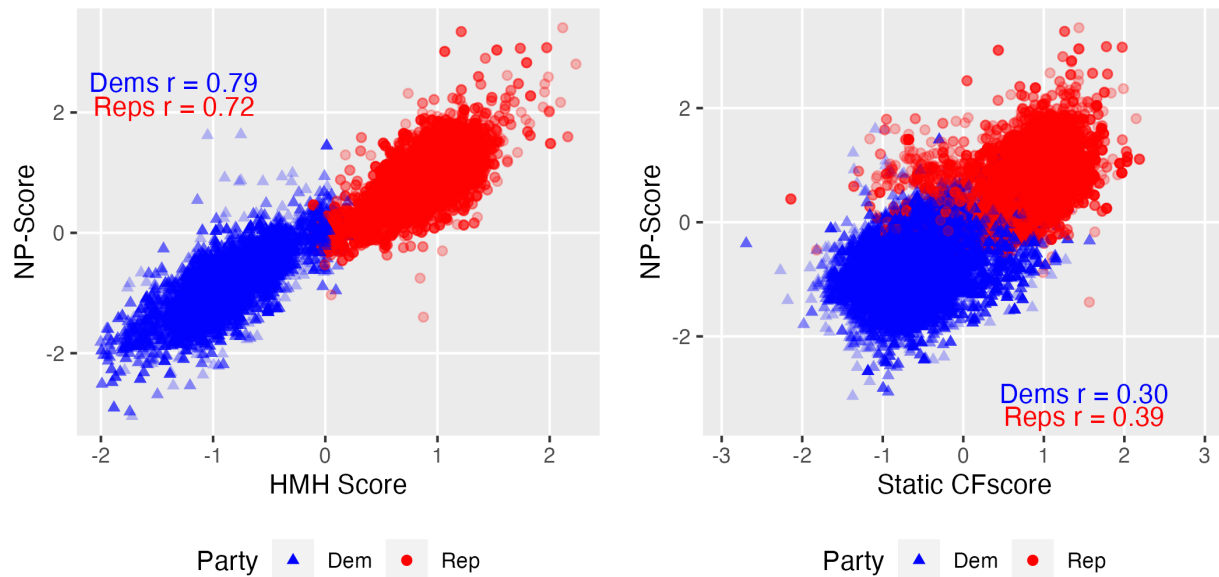 Dems r = 0.79
Reps r = 0.72
NP-Score
2
0
-2
-2
-1
0
1
2
HMH Score
Party
Dem
Rep
NP-Score
2
0
-2
Dems r = 0.30
Reps r = 0.39
-3
-2
-1
0
1
2
3
Static CFscore
Party
Dem
Rep